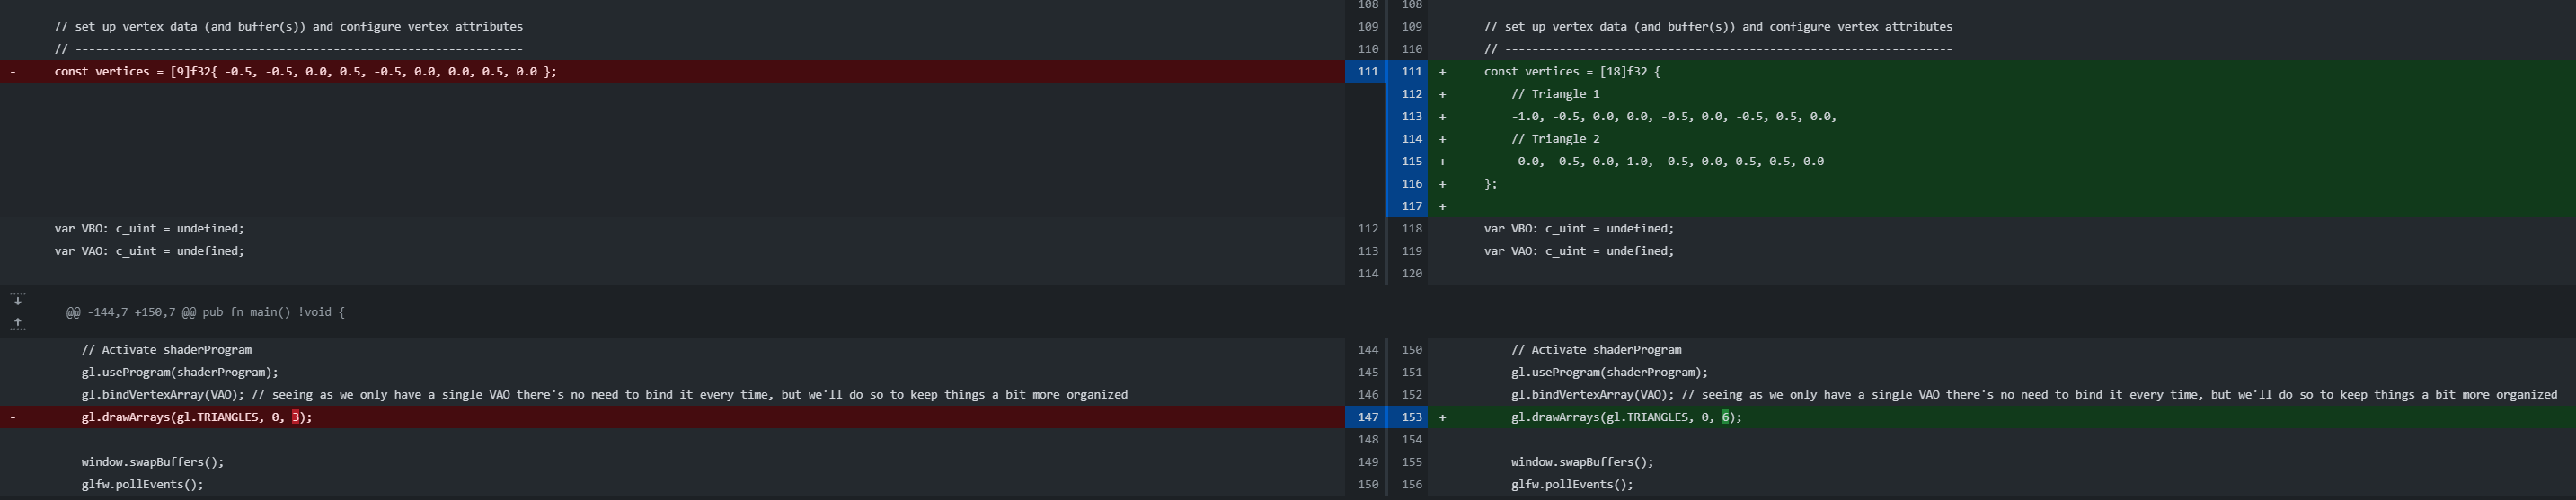 108 108
// set up vertex data (and buffer(s)) and configure vertex attributes 109 109 // set up vertex data (and buffer(s)) and configure vertex attributes
// ------------------------------------------------------------------ 110 110 // ------------------------------------------------------------------
- const vertices = [9]f32{ -0.5, -0.5, 0.0, 0.5, -0.5, 0.0, 0.0, 0.5, 0.0 }; 111 111 + const vertices = [18]f32 {
112 + // Triangle 1
113 + -1.0, -0.5, 0.0, 0.0, -0.5, 0.0, -0.5, 0.5, 0.0,
114 + // Triangle 2
115 + 0.0, -0.5, 0.0, 1.0, -0.5, 0.0, 0.5, 0.5, 0.0
116 + };
117 +
var VBO: c_uint = undefined; 112 118 var VBO: c_uint = undefined;
var VAO: c_uint = undefined; 113 119 var VAO: c_uint = undefined;
114 120
@@ -144,7 +150,7 @@ pub fn main() !void {
// Activate shaderProgram 144 150 // Activate shaderProgram
gl.useProgram(shaderProgram); 145 151 gl.useProgram(shaderProgram);
gl.bindVertexArray(VAO); // seeing as we only have a single VAO there's no need to bind it every time, but we'll do so to keep things a bit more organized 146 152 gl.bindVertexArray(VAO); // seeing as we only have a single VAO there's no need to bind it every time, but we'll do so to keep things a bit more organized
- gl.drawArrays(gl.TRIANGLES, 0, 3); 147 153 + gl.drawArrays(gl.TRIANGLES, 0, 6);
148 154
window.swapBuffers(); 149 155 window.swapBuffers();
glfw.pollEvents(); 150 156 glfw.pollEvents();